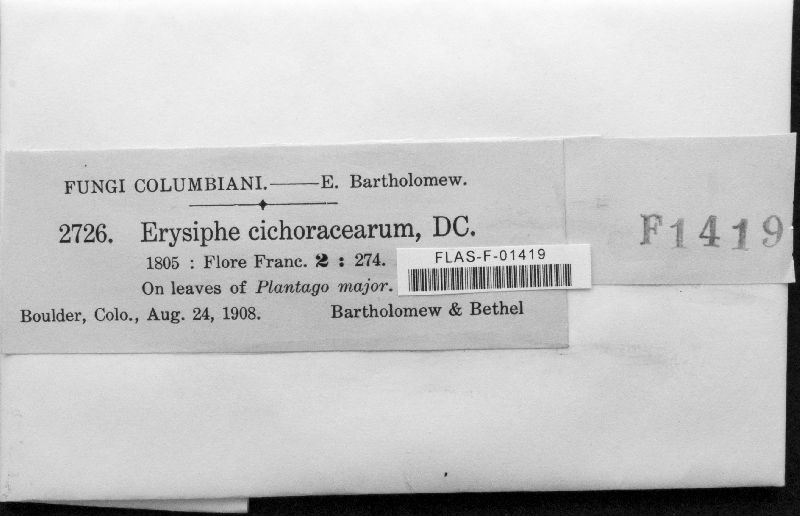 FUNGI COLUMBIANI.——E. Bartholomew.
2726. Erysiphe cichoracearum, DC.
1805 : Flore Franc. 2 : 274.
On leaves of Plantago major.
Boulder, Colo., Aug. 24, 1908. Bartholomew & Bethel
FLAS-F-01419
F1419